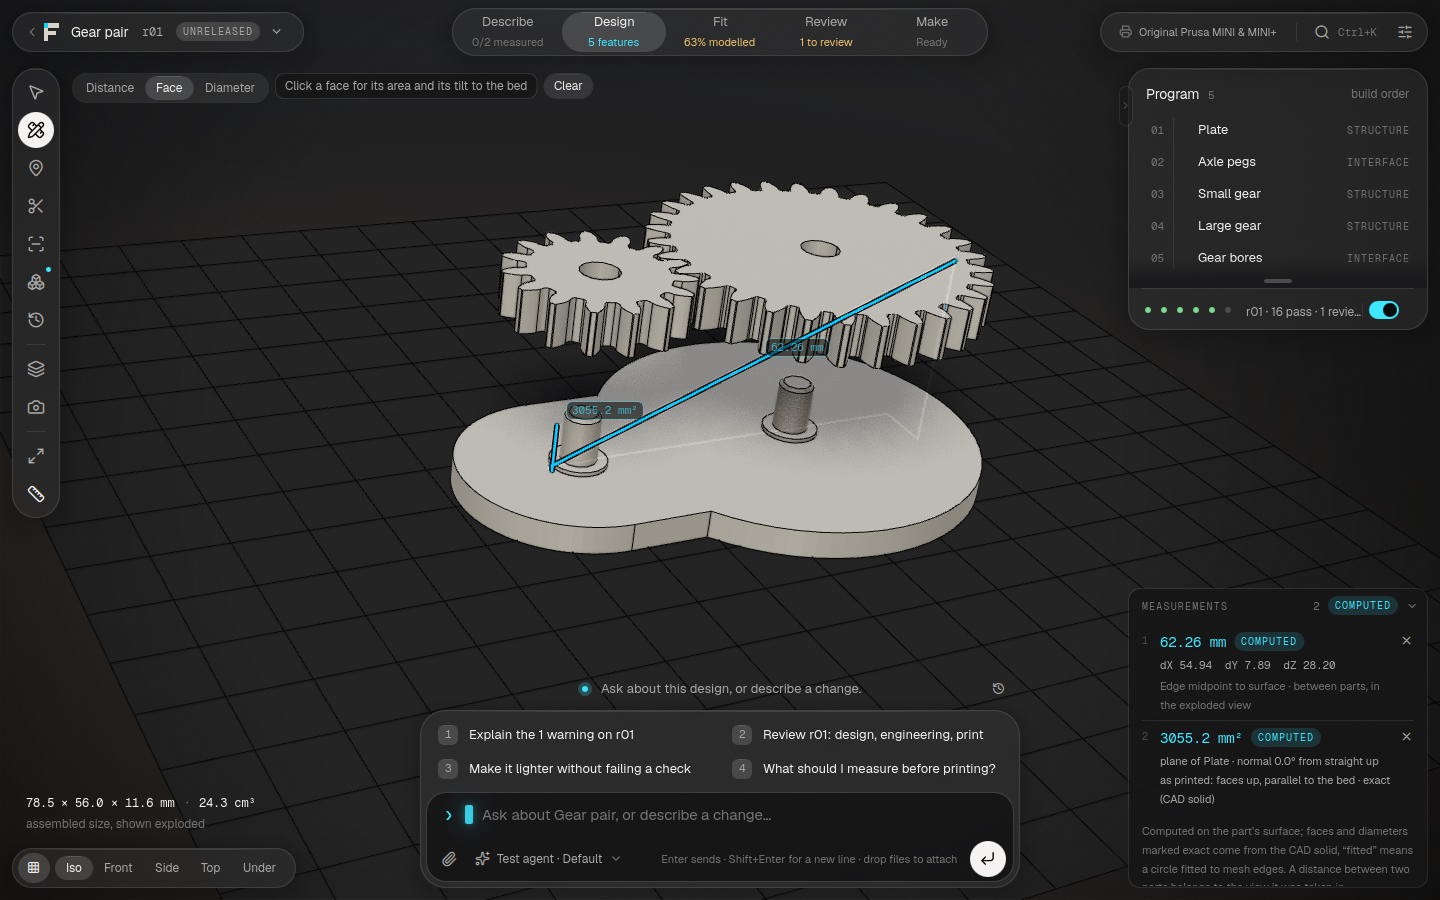 Gear pair r01 UNRELEASED
Describe
0/2 measured
Design
5 features
Fit
63% modelled
Review
1 to review
Make
Ready
Original Prusa MINI & MINI+
Ctrl+K
Distance Face Diameter
Click a face for its area and its tilt to the bed
Clear
Program 5 build order
01 Plate STRUCTURE
02 Axle pegs INTERFACE
03 Small gear STRUCTURE
04 Large gear STRUCTURE
05 Gear bores INTERFACE
r01 · 16 pass · 1 revie…
62.26 mm
3055.2 mm²
MEASUREMENTS 2 COMPUTED
1 62.26 mm COMPUTED
dX 54.94 dY 7.89 dZ 28.20
Edge midpoint to surface · between parts, in
the exploded view
2 3055.2 mm² COMPUTED
plane of Plate · normal 0.0° from straight up
as printed: faces up, parallel to the bed · exact
(CAD solid)
Computed on the part's surface; faces and diameters
marked exact come from the CAD solid, “fitted” means
a circle fitted to mesh edges. A distance between two
parts belongs to the view it was taken in.
Ask about this design, or describe a change.
1 Explain the 1 warning on r01
2 Review r01: design, engineering, print
3 Make it lighter without failing a check
4 What should I measure before printing?
Ask about Gear pair, or describe a change…
Test agent · Default
Enter sends · Shift+Enter for a new line · drop files to attach
78.5 × 56.0 × 11.6 mm · 24.3 cm³
assembled size, shown exploded
Iso Front Side Top Under